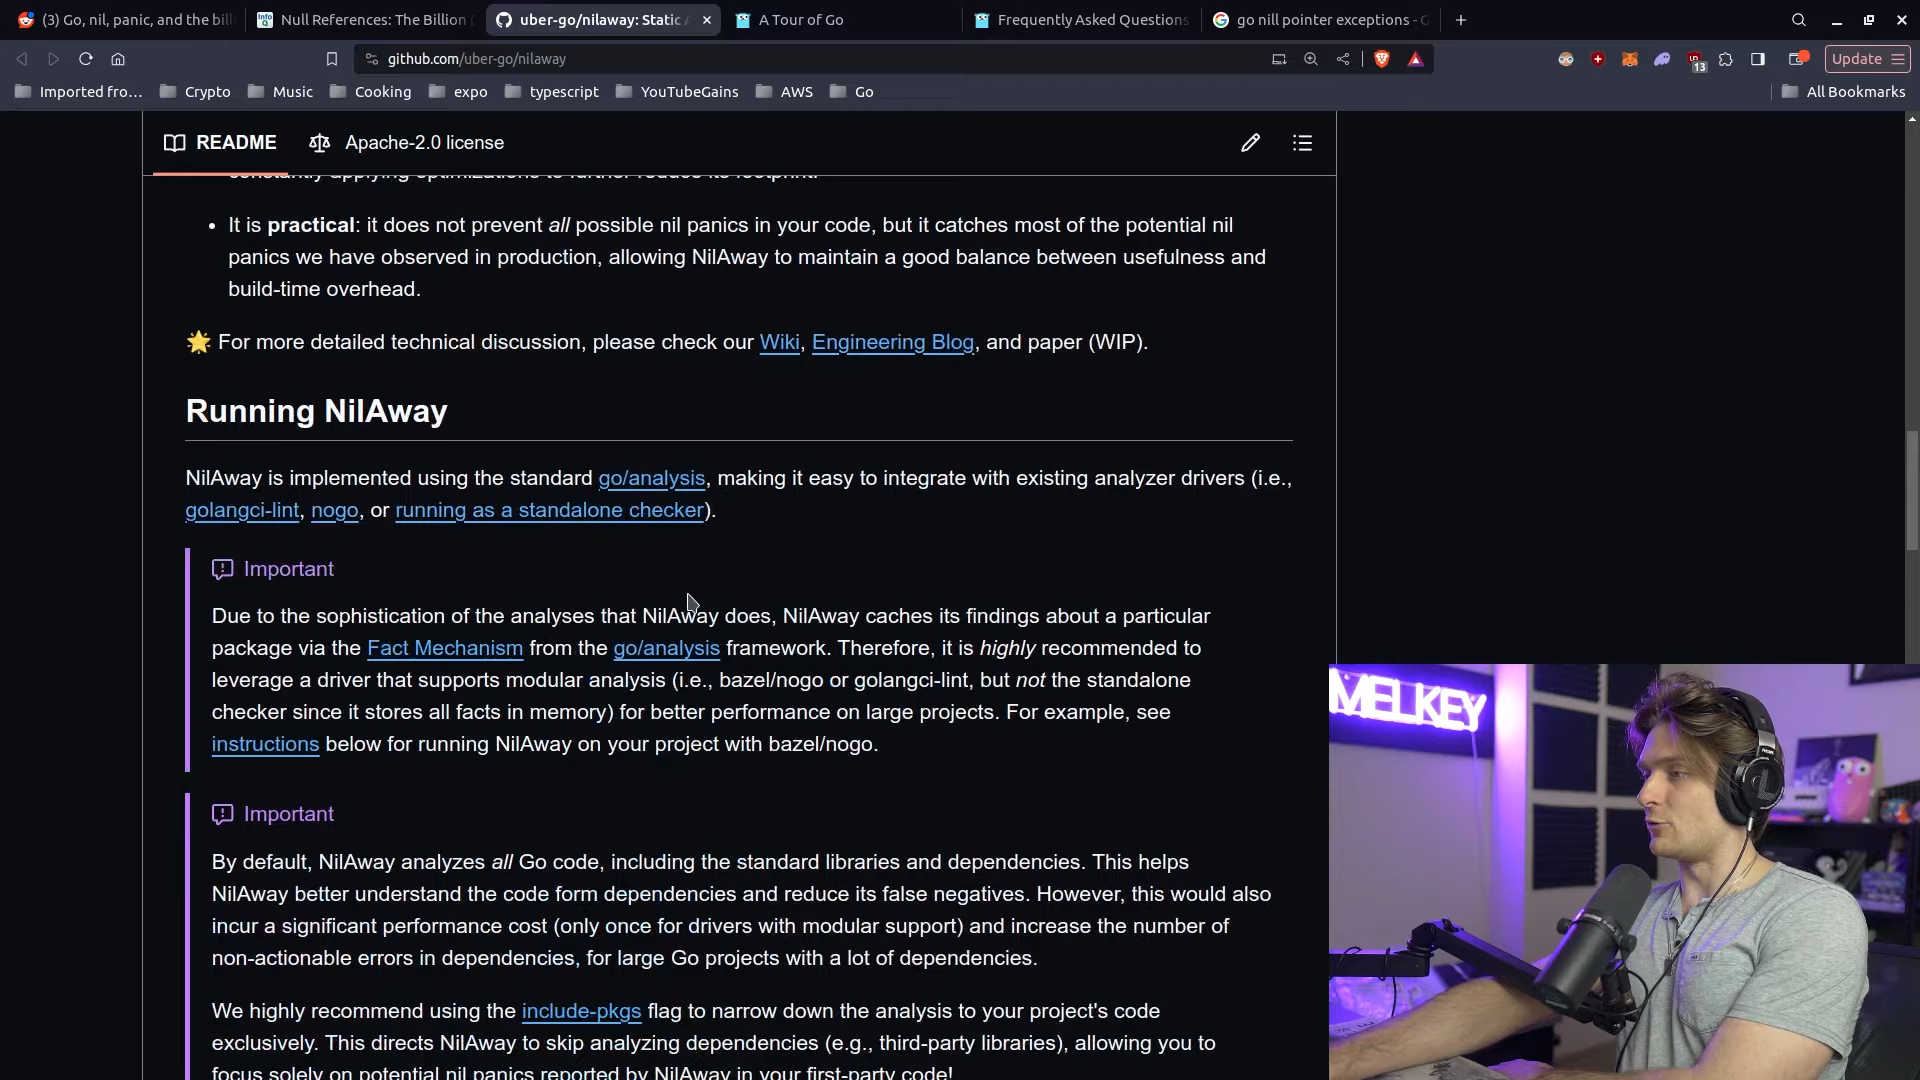 (3) Go, nil, panic, and the bill
Null References: The Billion
uber-go/nilaway: Static
A Tour of Go
Frequently Asked Questions
go nill pointer exceptions - G
github.com/uber-go/nilaway
13
Update
Imported fro...
Crypto
Music
Cooking
expo
typescript
YouTubeGains
AWS
Go
All Bookmarks
README
Apache-2.0 license
constantly applying optimizations to further reduce its footprint.
• It is practical: it does not prevent all possible nil panics in your code, but it catches most of the potential nil
panics we have observed in production, allowing NilAway to maintain a good balance between usefulness and
build-time overhead.
🌟 For more detailed technical discussion, please check our Wiki, Engineering Blog, and paper (WIP).
Running NilAway
NilAway is implemented using the standard go/analysis, making it easy to integrate with existing analyzer drivers (i.e.,
golangci-lint, nogo, or running as a standalone checker).
Important
Due to the sophistication of the analyses that NilAway does, NilAway caches its findings about a particular
package via the Fact Mechanism from the go/analysis framework. Therefore, it is highly recommended to
leverage a driver that supports modular analysis (i.e., bazel/nogo or golangci-lint, but not the standalone
checker since it stores all facts in memory) for better performance on large projects. For example, see
instructions below for running NilAway on your project with bazel/nogo.
Important
By default, NilAway analyzes all Go code, including the standard libraries and dependencies. This helps
NilAway better understand the code form dependencies and reduce its false negatives. However, this would also
incur a significant performance cost (only once for drivers with modular support) and increase the number of
non-actionable errors in dependencies, for large Go projects with a lot of dependencies.
We highly recommend using the include-pkgs flag to narrow down the analysis to your project's code
exclusively. This directs NilAway to skip analyzing dependencies (e.g., third-party libraries), allowing you to
focus solely on potential nil panics reported by NilAway in your first-party code!
MELKEY